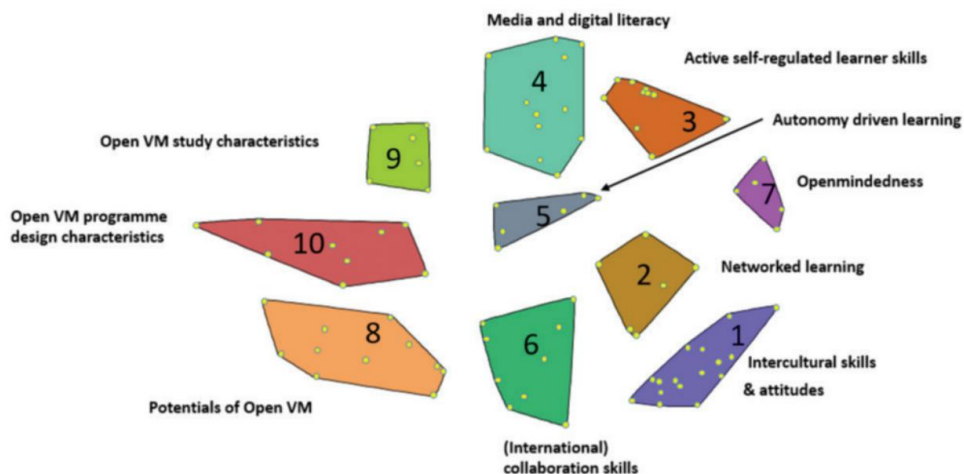 Media and digital literacy
4
Active self-regulated learner skills
3
Autonomy driven learning
Open VM study characteristics
9
7
Openmindedness
5
Open VM programme
design characteristics
10
2
Networked learning
8
6
1
Intercultural skills
& attitudes
Potentials of Open VM
(International)
collaboration skills